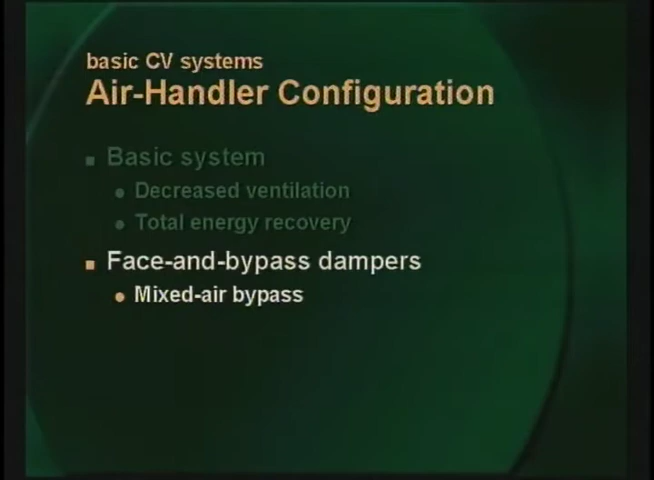 basic CV systems
Air-Handler Configuration
Basic system
Decreased ventilation
Total energy recovery
Face-and-bypass dampers
Mixed-air bypass